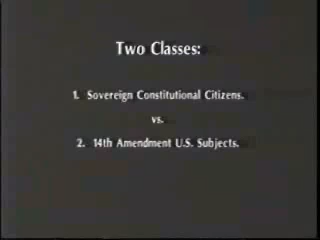 Two Classes:
1. Sovereign Constitutional Citizens.
vs.
2. 14th Amendment U.S. Subjects.